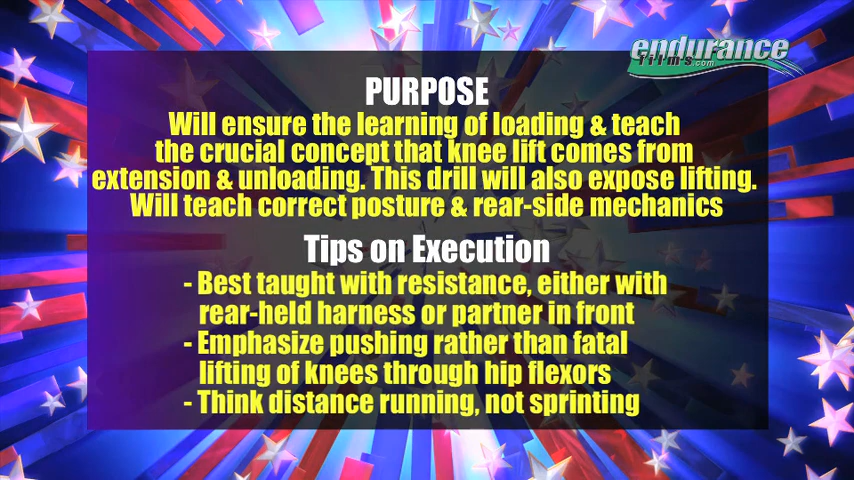 endurance
films.com
PURPOSE
Will ensure the learning of loading & teach
the crucial concept that knee lift comes from
extension & unloading. This drill will also expose lifting.
Will teach correct posture & rear-side mechanics
Tips on Execution
- Best taught with resistance, either with
rear-held harness or partner in front
- Emphasize pushing rather than fatal
lifting of knees through hip flexors
- Think distance running, not sprinting